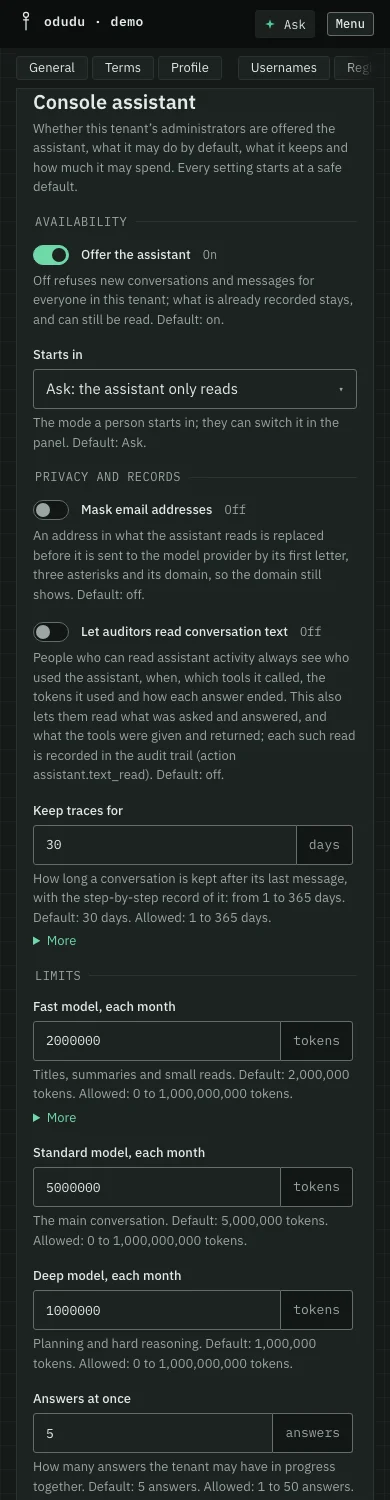 odudu · demo
Ask
Menu
General
Terms
Profile
Usernames
Console assistant
Whether this tenant's administrators are offered the
assistant, what it may do by default, what it keeps and
how much it may spend. Every setting starts at a safe
default.
AVAILABILITY
Offer the assistant On
Off refuses new conversations and messages for
everyone in this tenant; what is already recorded stays,
and can still be read. Default: on.
Starts in
Ask: the assistant only reads
The mode a person starts in; they can switch it in the
panel. Default: Ask.
PRIVACY AND RECORDS
Mask email addresses Off
An address in what the assistant reads is replaced
before it is sent to the model provider by its first letter,
three asterisks and its domain, so the domain still
shows. Default: off.
Let auditors read conversation text Off
People who can read assistant activity always see who
used the assistant, when, which tools it called, the
tokens it used and how each answer ended. This also
lets them read what was asked and answered, and
what the tools were given and returned; each such read
is recorded in the audit trail (action
assistant.text_read). Default: off.
Keep traces for
30 days
How long a conversation is kept after its last message,
with the step-by-step record of it: from 1 to 365 days.
Default: 30 days. Allowed: 1 to 365 days.
More
LIMITS
Fast model, each month
2000000 tokens
Titles, summaries and small reads. Default: 2,000,000
tokens. Allowed: 0 to 1,000,000,000 tokens.
More
Standard model, each month
5000000 tokens
The main conversation. Default: 5,000,000 tokens.
Allowed: 0 to 1,000,000,000 tokens.
Deep model, each month
1000000 tokens
Planning and hard reasoning. Default: 1,000,000
tokens. Allowed: 0 to 1,000,000,000 tokens.
Answers at once
5 answers
How many answers the tenant may have in progress
together. Default: 5 answers. Allowed: 1 to 50 answers.